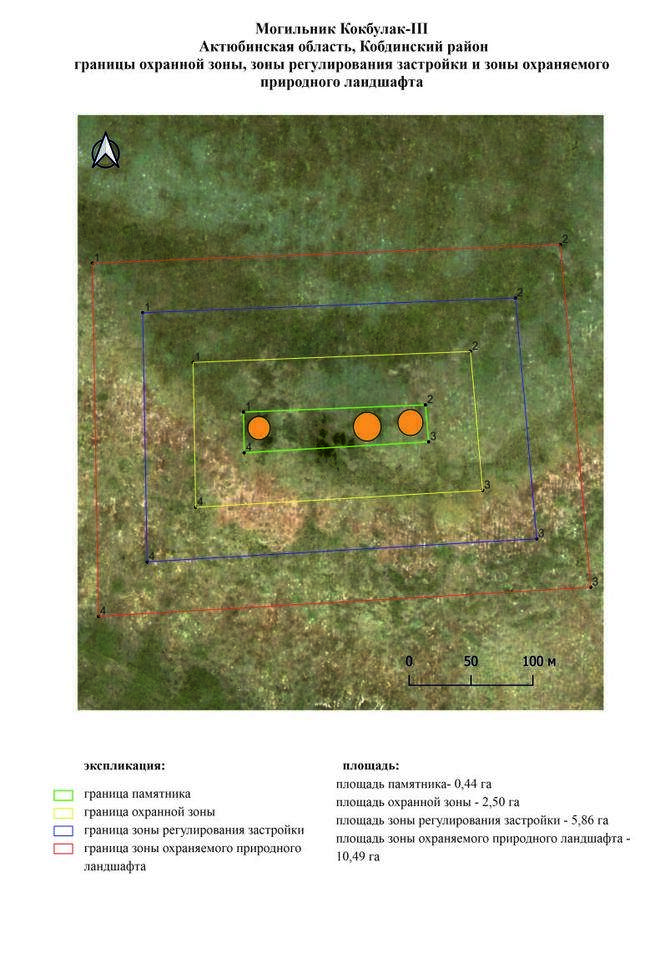 Могильник Кокбулак-III
Актюбинская область, Кобдинский район
границы охранной зоны, зоны регулирования застройки и зоны охраняемого
природного ландшафта
1
2
1
2
1
2
1
2
4
3
4
3
4
3
4
3
0 50 100 м
экспликация:
граница памятника
граница охранной зоны
граница зоны регулирования застройки
граница зоны охраняемого природного
ландшафта
площадь:
площадь памятника- 0,44 га
площадь охранной зоны - 2,50 га
площадь зоны регулирования застройки - 5,86 га
площадь зоны охраняемого природного ландшафта -
10,49 га